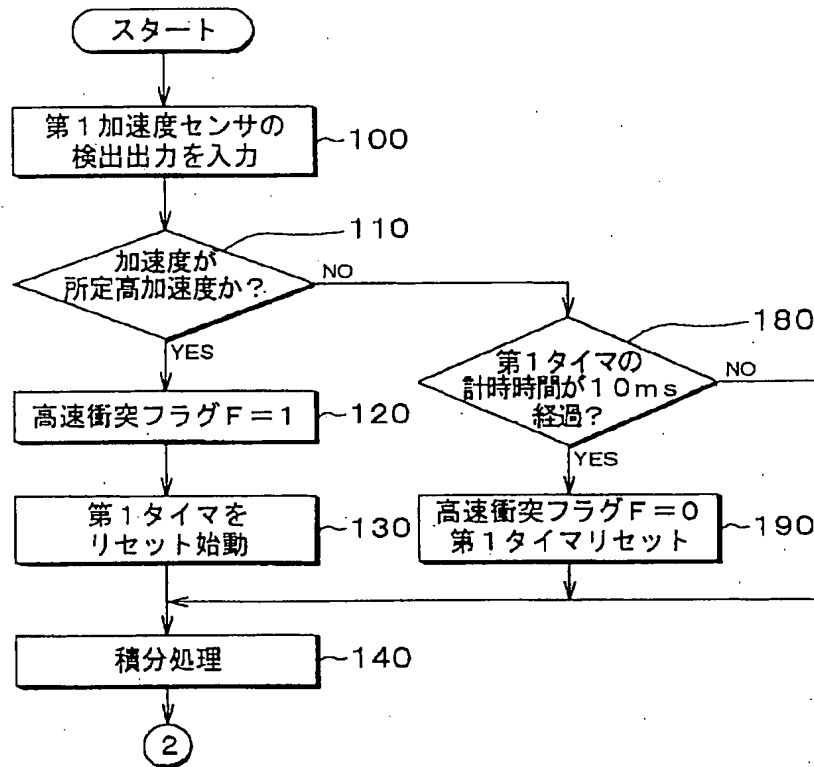 スタート
第1加速度センサの
検出出力を入力
100
110
加速度が
所定高加速度か？
NO
YES
180
第1タイマの
計時時間が10ms
経過？
NO
YES
高速衝突フラグF＝1
120
第1タイマを
リセット始動
130
高速衝突フラグF＝0
第1タイマリセット
190
積分処理
140
2